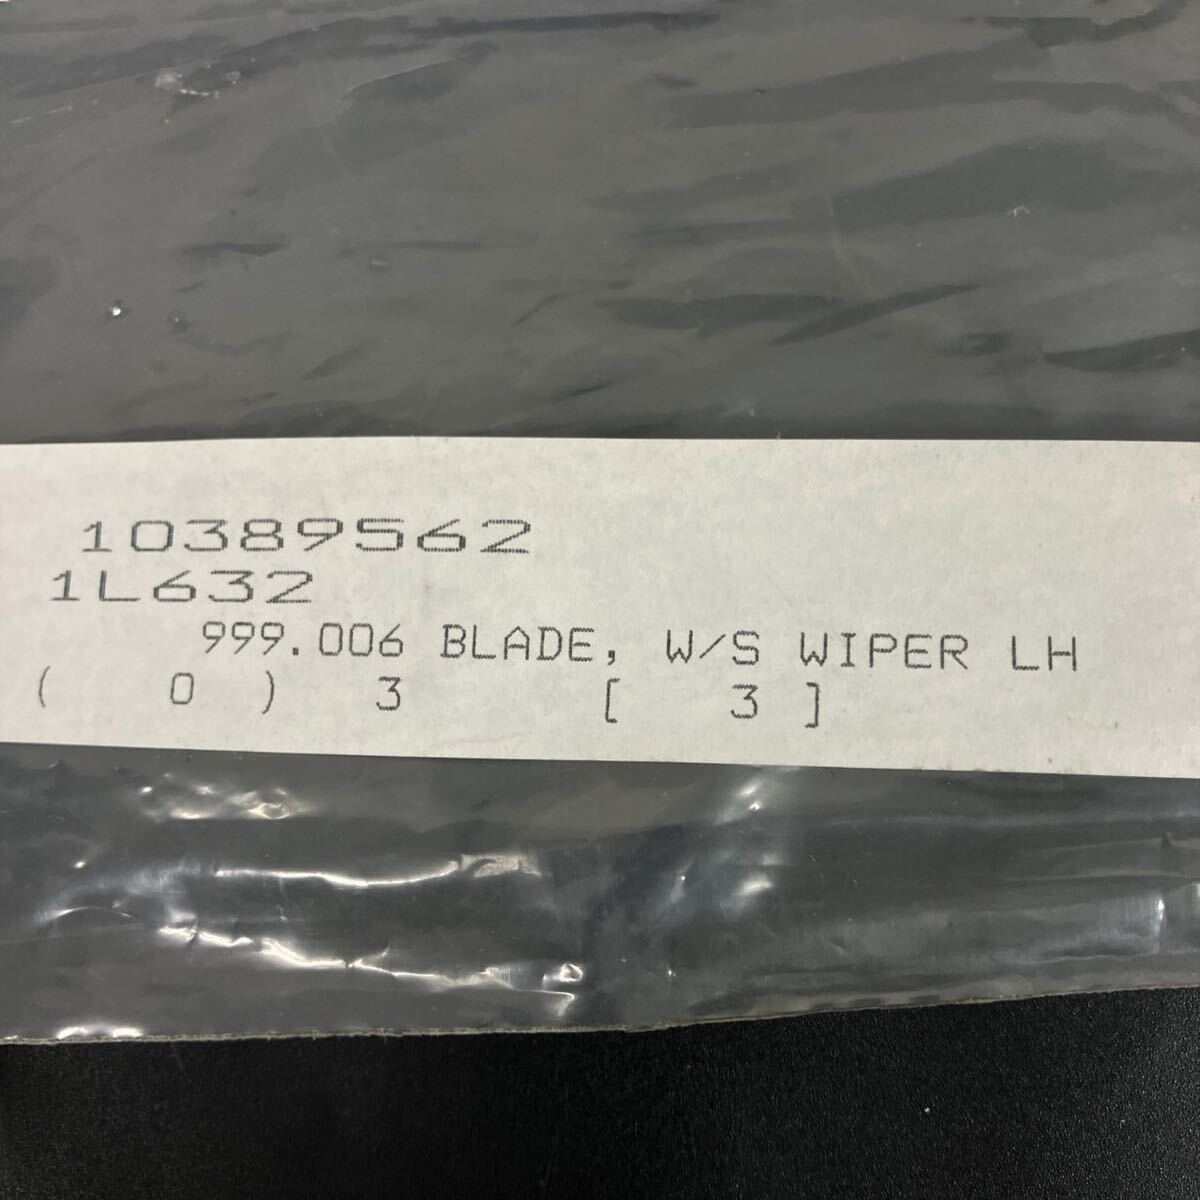 10389562
1L632
999.006 BLADE, W/S WIPER LH
( 0 ) 3 [ 3 ]